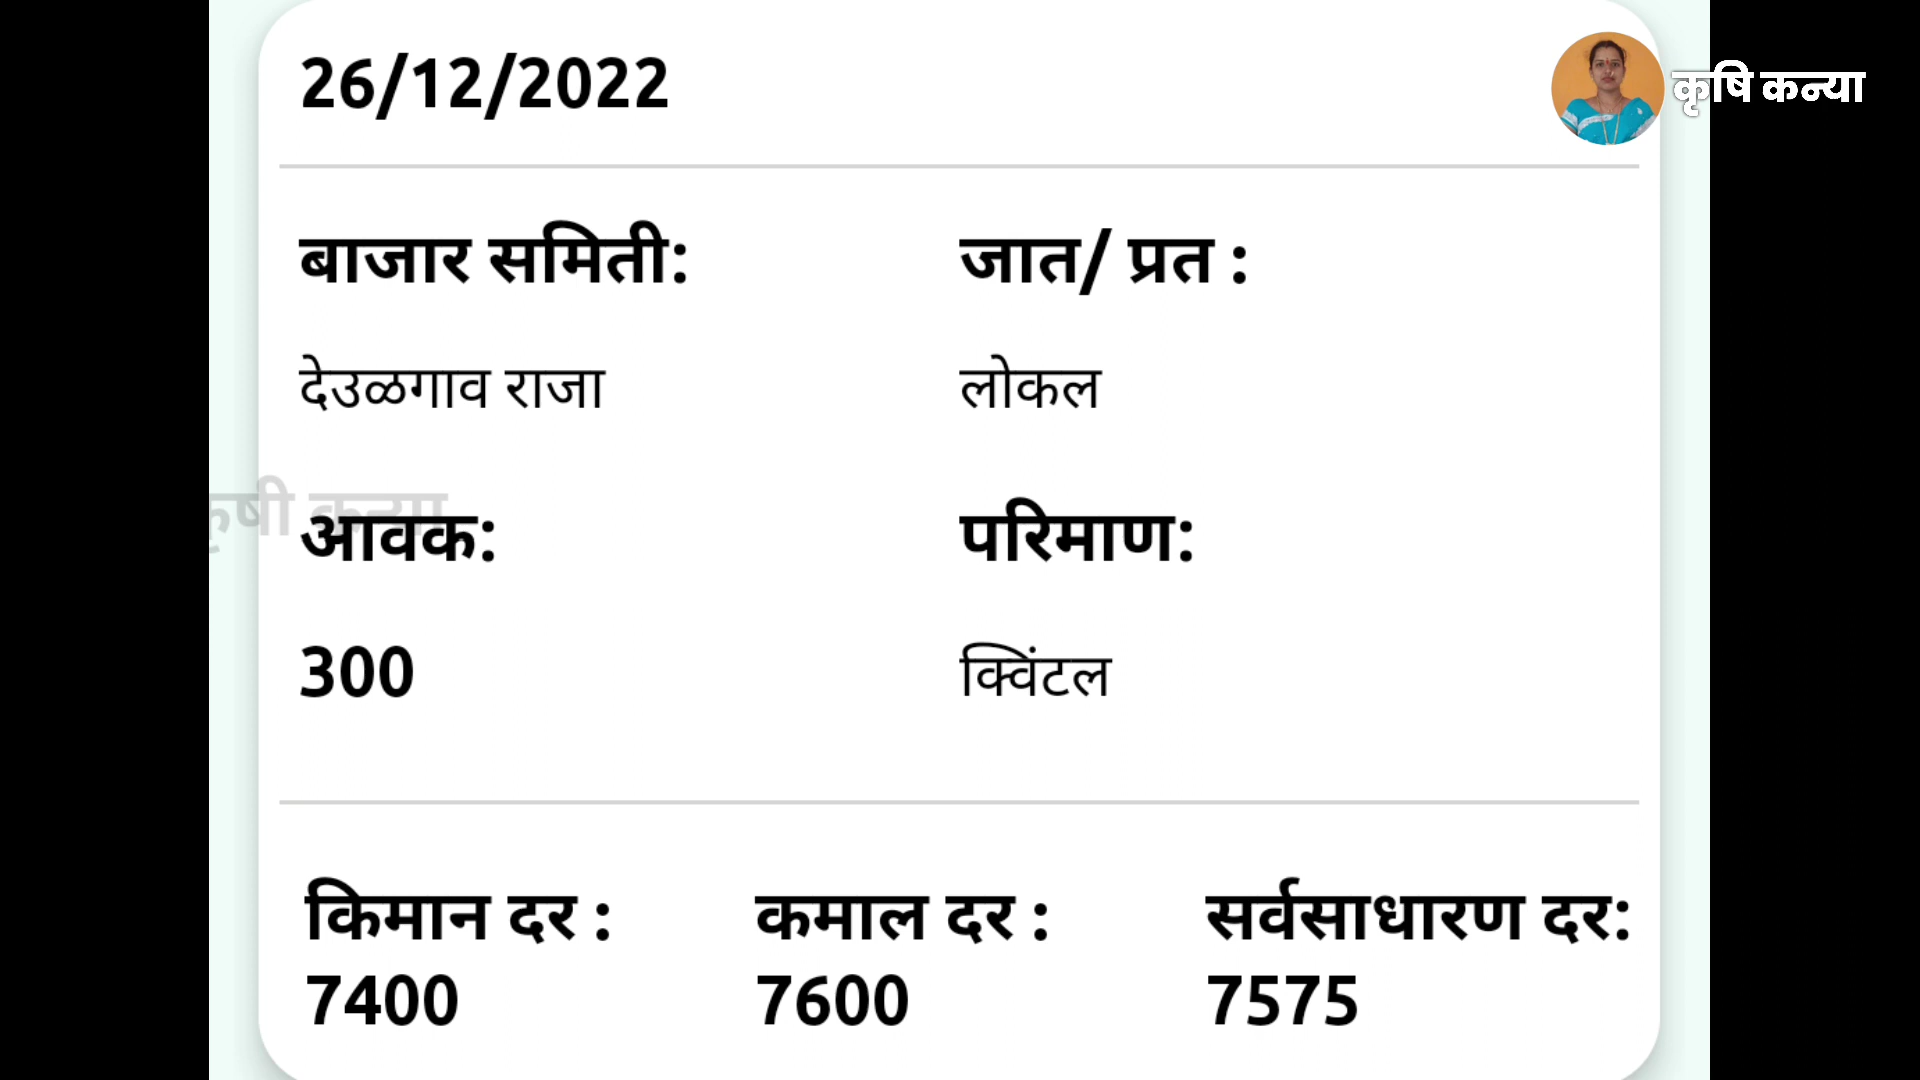 26/12/2022
कृषि कन्या
बाजार समिती: जात/ प्रत :
देउळगाव राजा लोकल
कृषी कन्या
आवक: परिमाण:
300 क्विंटल
किमान दर : कमाल दर : सर्वसाधारण दर:
7400 7600 7575